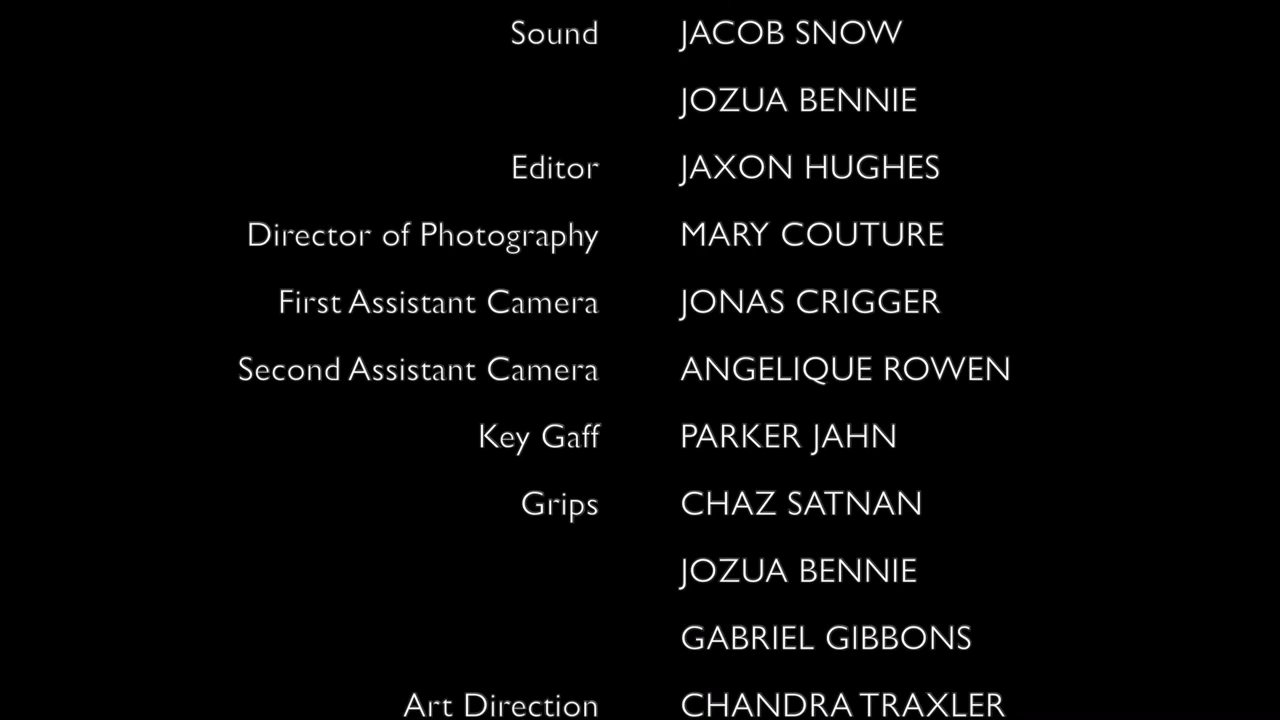 Sound JACOB SNOW
JOZUA BENNIE
Editor JAXON HUGHES
Director of Photography MARY COUTURE
First Assistant Camera JONAS CRIGGER
Second Assistant Camera ANGELIQUE ROWEN
Key Gaff PARKER JAHN
Grips CHAZ SATNAN
JOZUA BENNIE
GABRIEL GIBBONS
Art Direction CHANDRA TRAXLER